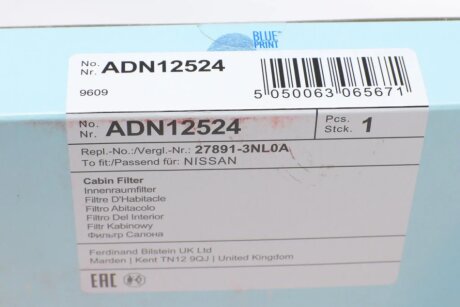 BLUE
PRINT
No.
Nr. ADN12524
9609
5 050063 065671
No.
Nr. ADN12524
Pcs.
Stck. 1
Repl.-No./Vergl.-Nr.: 27891-3NL0A
To fit:/Passend für: NISSAN
Cabin Filter
Innenraumfilter
Filtre D'Habitacle
Filtro Abitacolo
Filtro Del Interior
Filtr Kabinowy
Фильтр Салона
Ferdinand Bilstein UK Ltd
Marden | Kent TN12 9QJ | United Kingdom
EAC